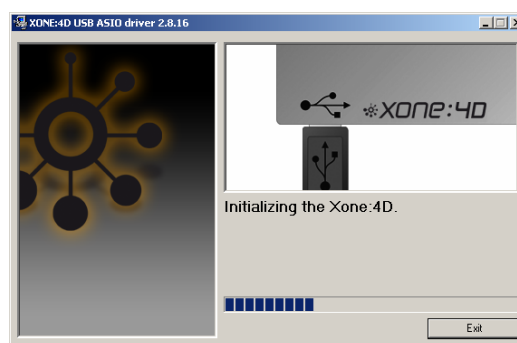 XONE:4D USB ASIO driver 2.8.16
XONE:4D
Initializing the Xone:4D.
Exit